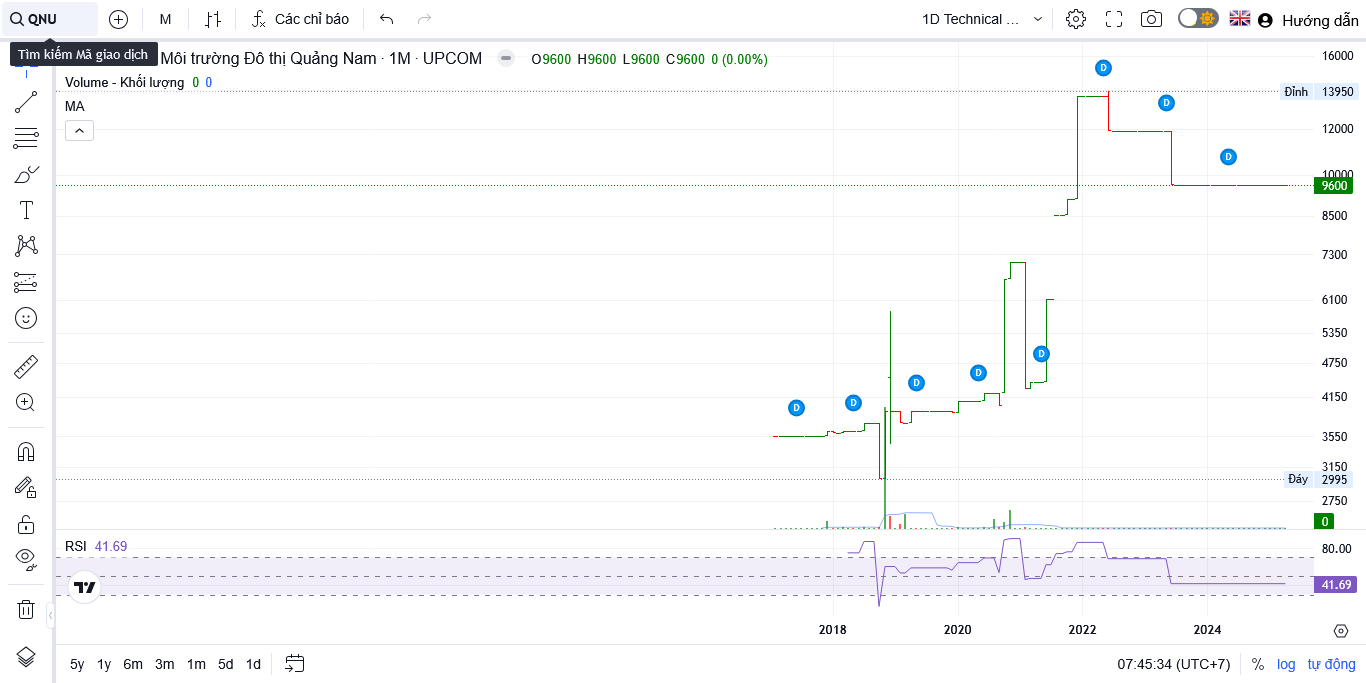 QNU
M
Các chỉ báo
1D Technical ...
Hướng dẫn
Tìm kiếm Mã giao dịch
Môi trường Đô thị Quảng Nam · 1M · UPCOM
O9600 H9600 L9600 C9600 0 (0.00%)
Volume - Khối lượng 0 0
MA
D
D
D
D
D
D
D
D
D
16000
Đỉnh 13950
12000
10000
9600
8500
7300
6100
5350
4750
4150
3550
3150
Đáy 2995
2750
0
RSI 41.69
80.00
41.69
2018
2020
2022
2024
5y 1y 6m 3m 1m 5d 1d
07:45:34 (UTC+7)
% log tự động